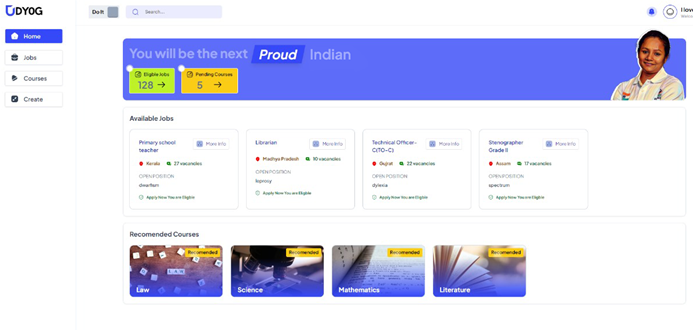 UDYOG
Do It
Search...
Home
Jobs
Courses
Create
You will be the next Proud Indian
Eligble Jobs
128 →
Pending Courses
5 →
Available Jobs
Primary school teacher
More Info
Kerala
27 vacancies
OPEN POSITION
dwarfism
Apply Now You are Eligible
Librarian
More Info
Madhya Pradesh
10 vacancies
OPEN POSITION
leprosy
Apply Now You are Eligible
Technical Officer-C(TO-C)
More Info
Gujrat
22 vacancies
OPEN POSITION
dylexia
Apply Now You are Eligible
Stenographer Grade II
More Info
Assam
17 vacancies
OPEN POSITION
spectrum
Apply Now You are Eligible
Recomended Courses
Recomended
LAW
Law
Recomended
Science
Recomended
Mathematics
Recomended
Literature